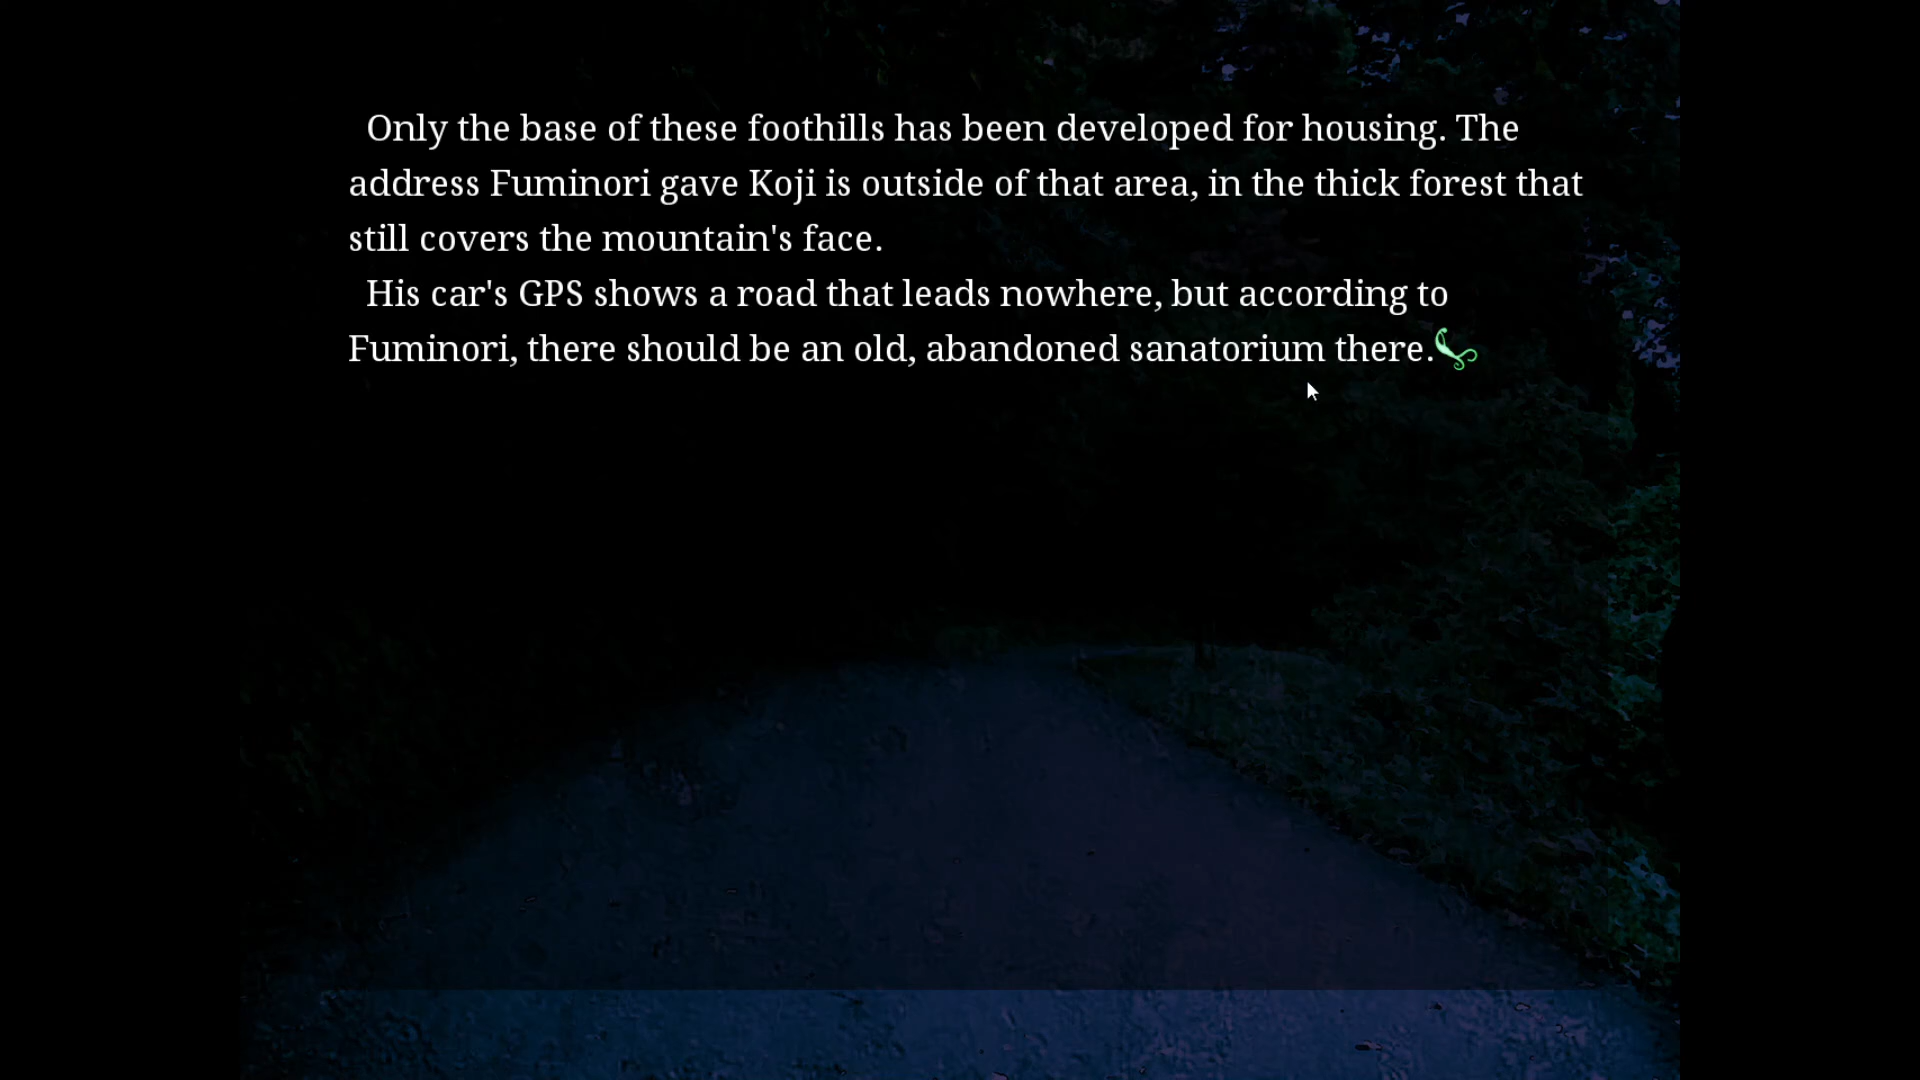 Only the base of these foothills has been developed for housing. The
address Fuminori gave Koji is outside of that area, in the thick forest that
still covers the mountain's face.
His car's GPS shows a road that leads nowhere, but according to
Fuminori, there should be an old, abandoned sanatorium there.